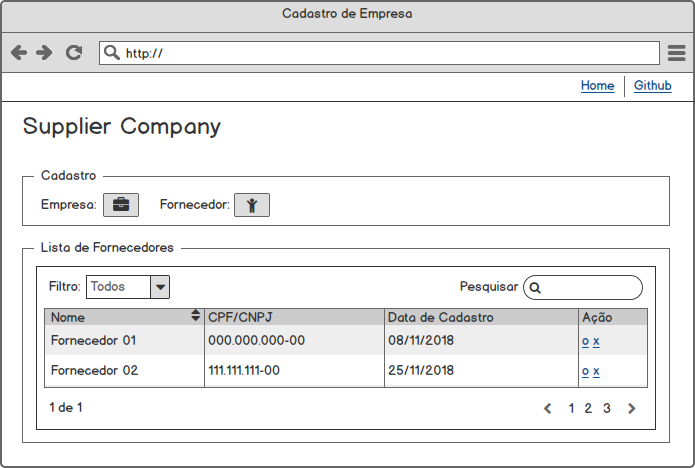 Cadastro de Empresa
http://
Home Github
Supplier Company
Cadastro
Empresa: Fornecedor:
Lista de Fornecedores
Filtro: Todos Pesquisar
Nome CPF/CNPJ Data de Cadastro Ação
Fornecedor 01 000.000.000-00 08/11/2018 o x
Fornecedor 02 111.111.111-00 25/11/2018 o x
1 de 1 1 2 3